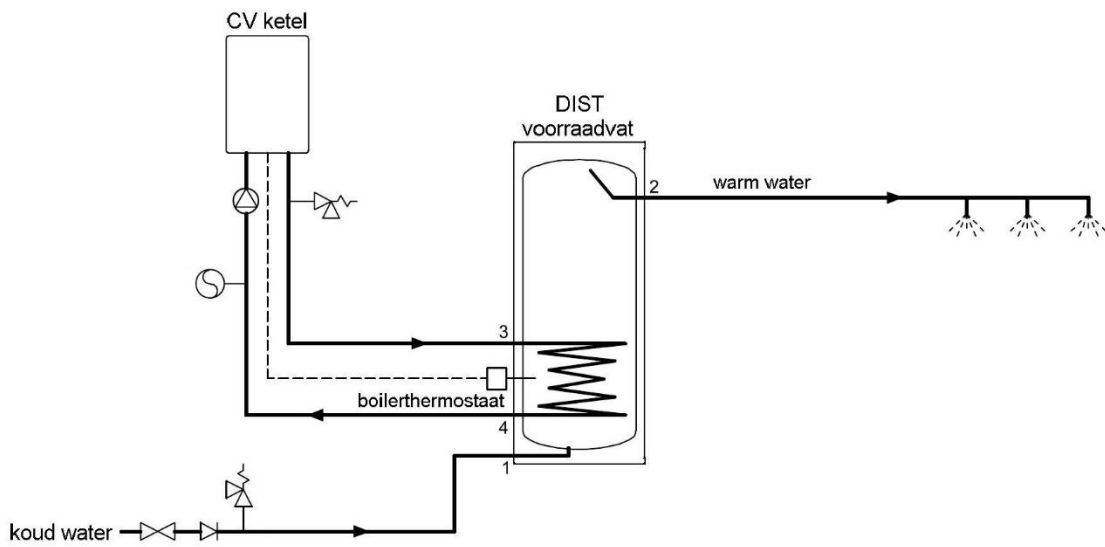 CV ketel
DIST
voorraadvat
2
warm water
3
boilerthermostaat
4
1
koud water